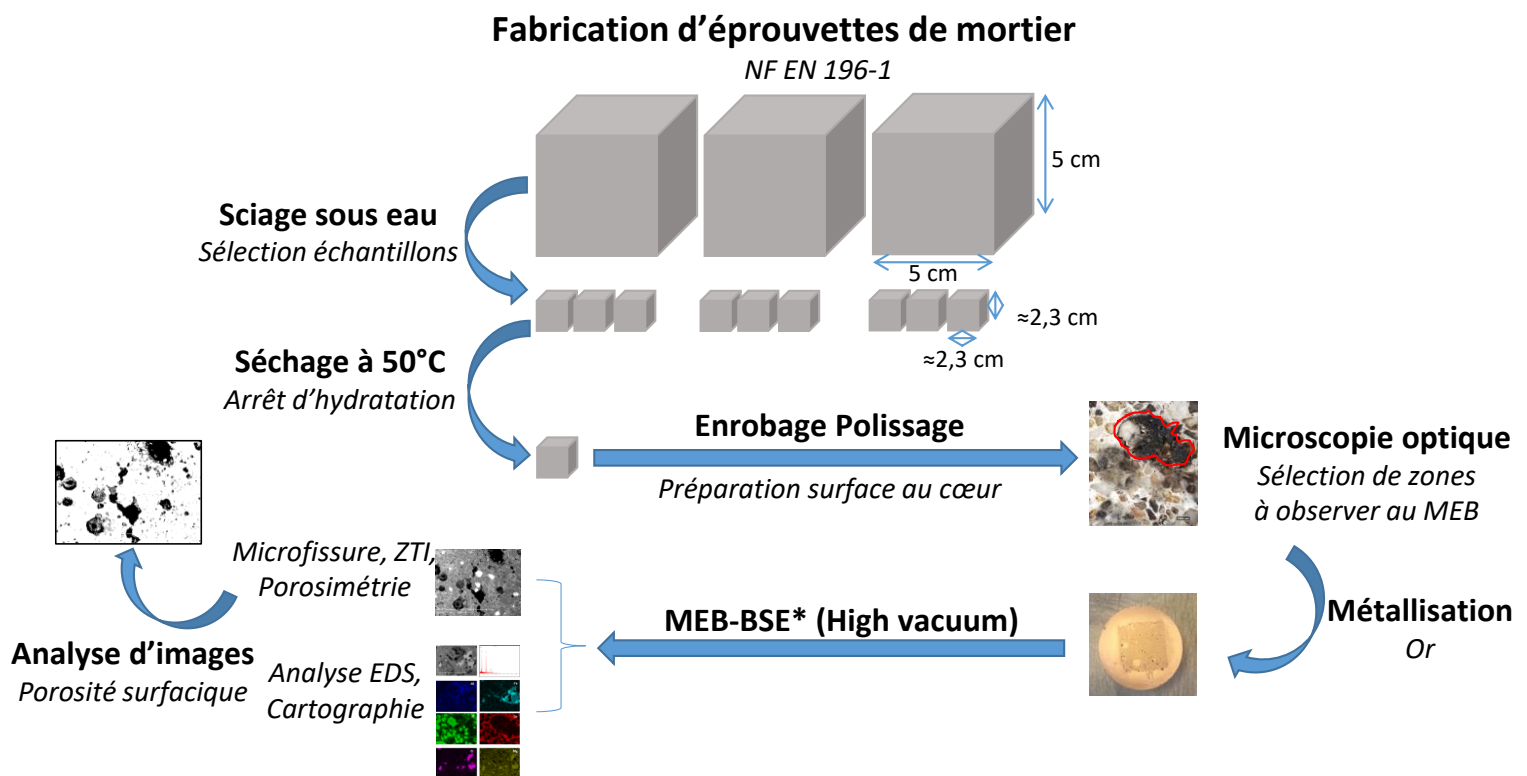 Fabrication d’éprouvettes de mortier
NF EN 196-1
5 cm
5 cm
Sciage sous eau
Sélection échantillons
≈2,3 cm
≈2,3 cm
Séchage à 50°C
Arrêt d’hydratation
Enrobage Polissage
Préparation surface au cœur
Microscopie optique
Sélection de zones
à observer au MEB
Métallisation
Or
MEB-BSE* (High vacuum)
Microfissure, ZTI,
Porosimétrie
Analyse EDS,
Cartographie
Analyse d’images
Porosité surfacique